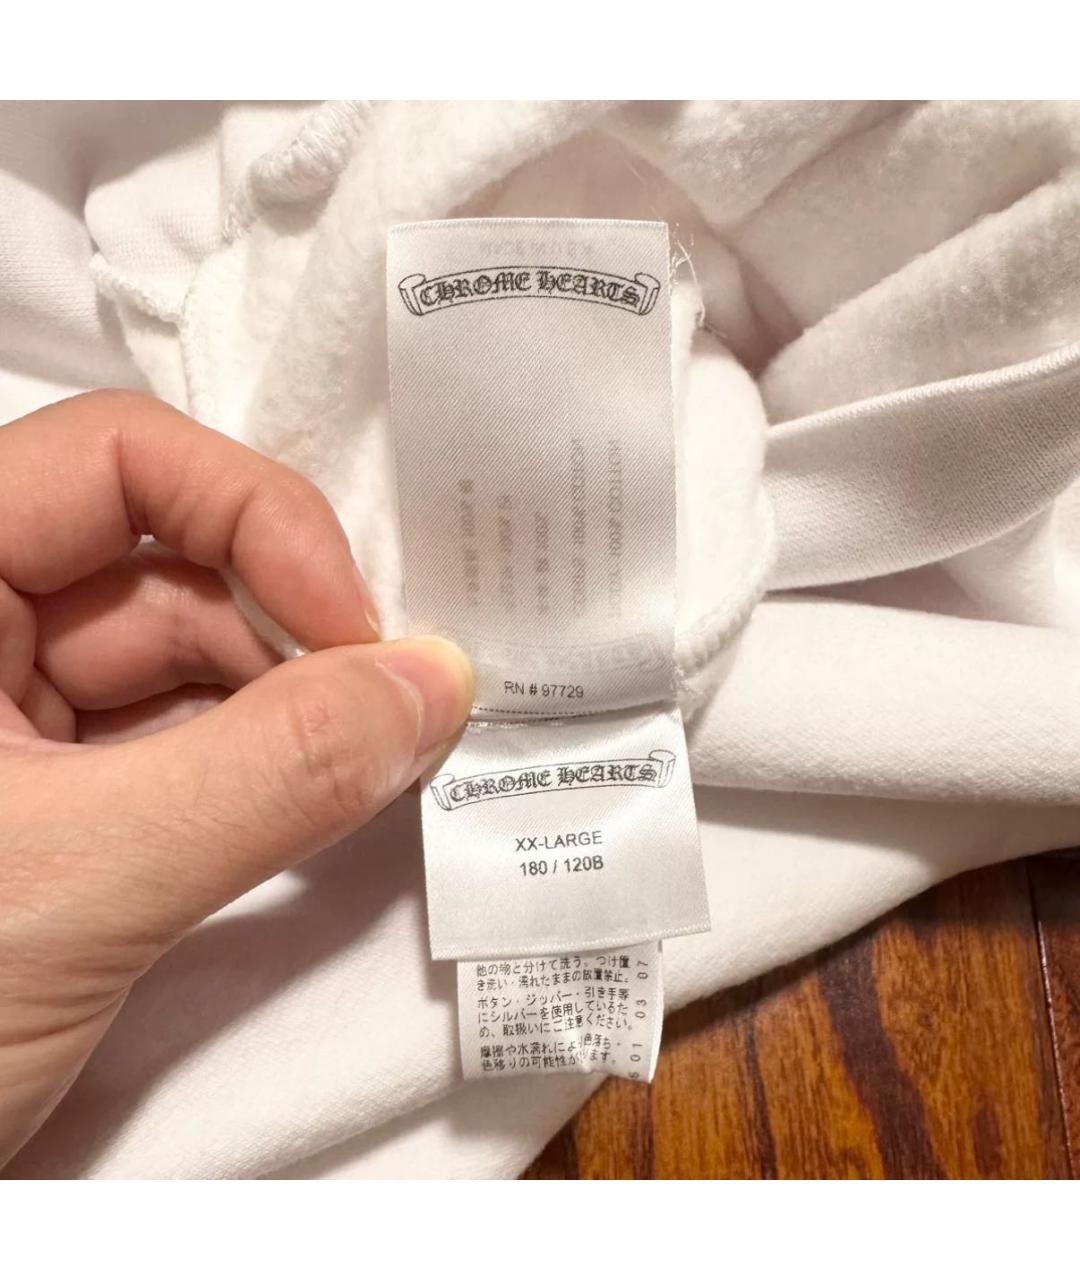 CHROME HEARTS
RN # 97729
CHROME HEARTS
XX-LARGE
180 / 120B
他の物と分けて洗う。つけ置
き洗い・濡れたままの放置禁止。
ボタン・ジッパー・引き手等
にシルバーを使用しているた
め、取扱いにご注意ください。
摩擦や水濡れにより色落ち・
色移りの可能性があります。
01 03 07